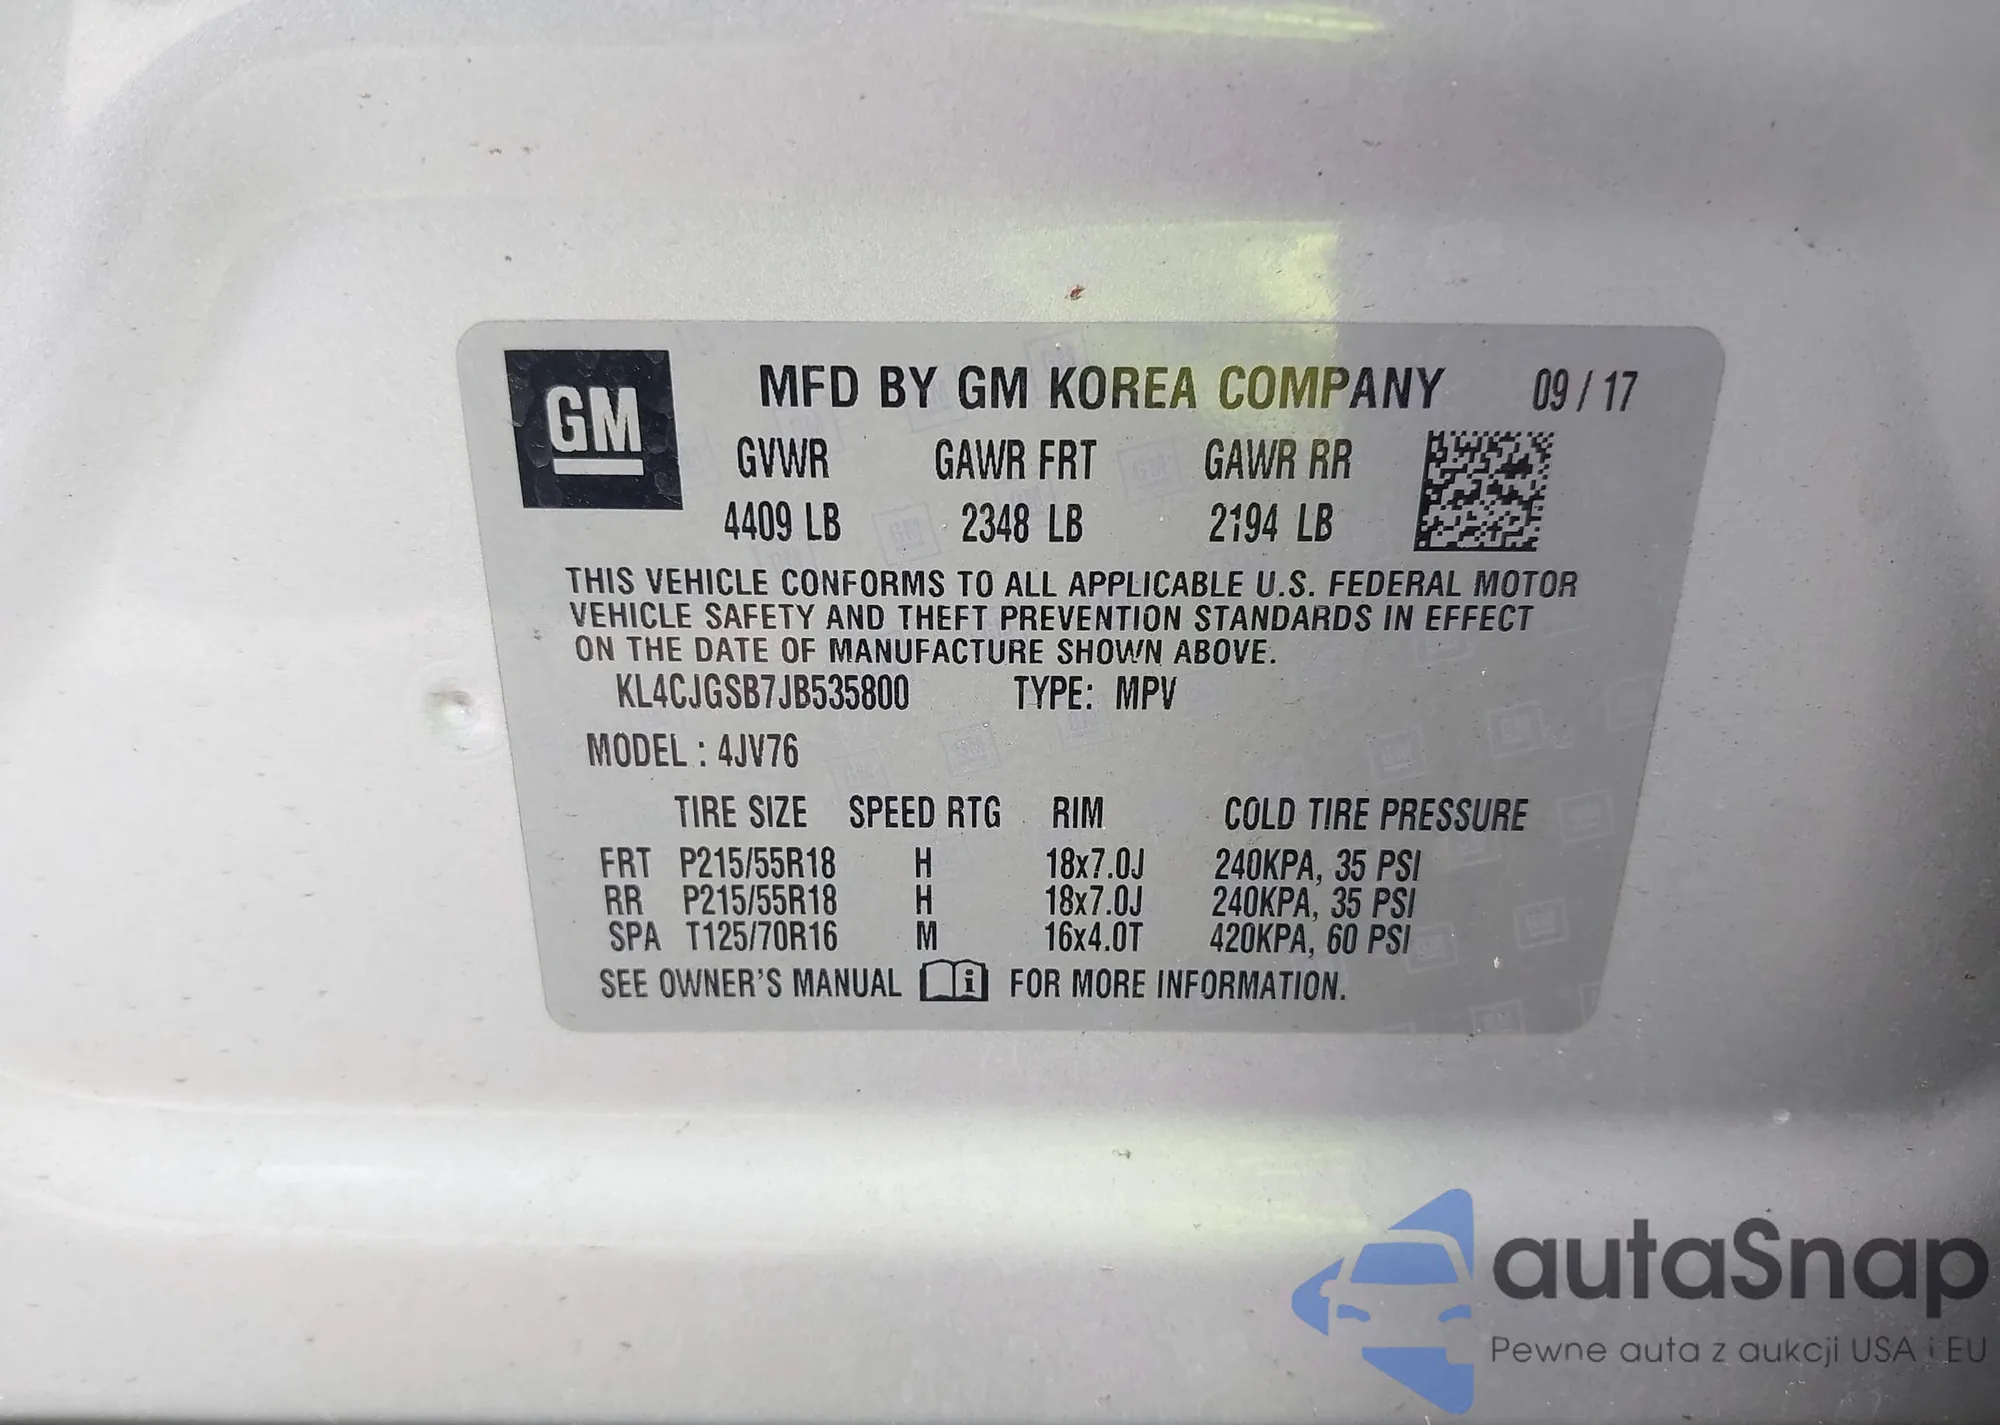 GM
MFD BY GM KOREA COMPANY 09 / 17
GVWR GAWR FRT GAWR RR
4409 LB 2348 LB 2194 LB
THIS VEHICLE CONFORMS TO ALL APPLICABLE U.S. FEDERAL MOTOR
VEHICLE SAFETY AND THEFT PREVENTION STANDARDS IN EFFECT
ON THE DATE OF MANUFACTURE SHOWN ABOVE.
KL4CJGSB7JB535800 TYPE: MPV
MODEL : 4JV76
TIRE SIZE SPEED RTG RIM COLD TIRE PRESSURE
FRT P215/55R18 H 18x7.0J 240KPA, 35 PSI
RR P215/55R18 H 18x7.0J 240KPA, 35 PSI
SPA T125/70R16 M 16x4.0T 420KPA, 60 PSI
SEE OWNER'S MANUAL i FOR MORE INFORMATION.
autaSnap
Pewne auta z aukcji USA i EU